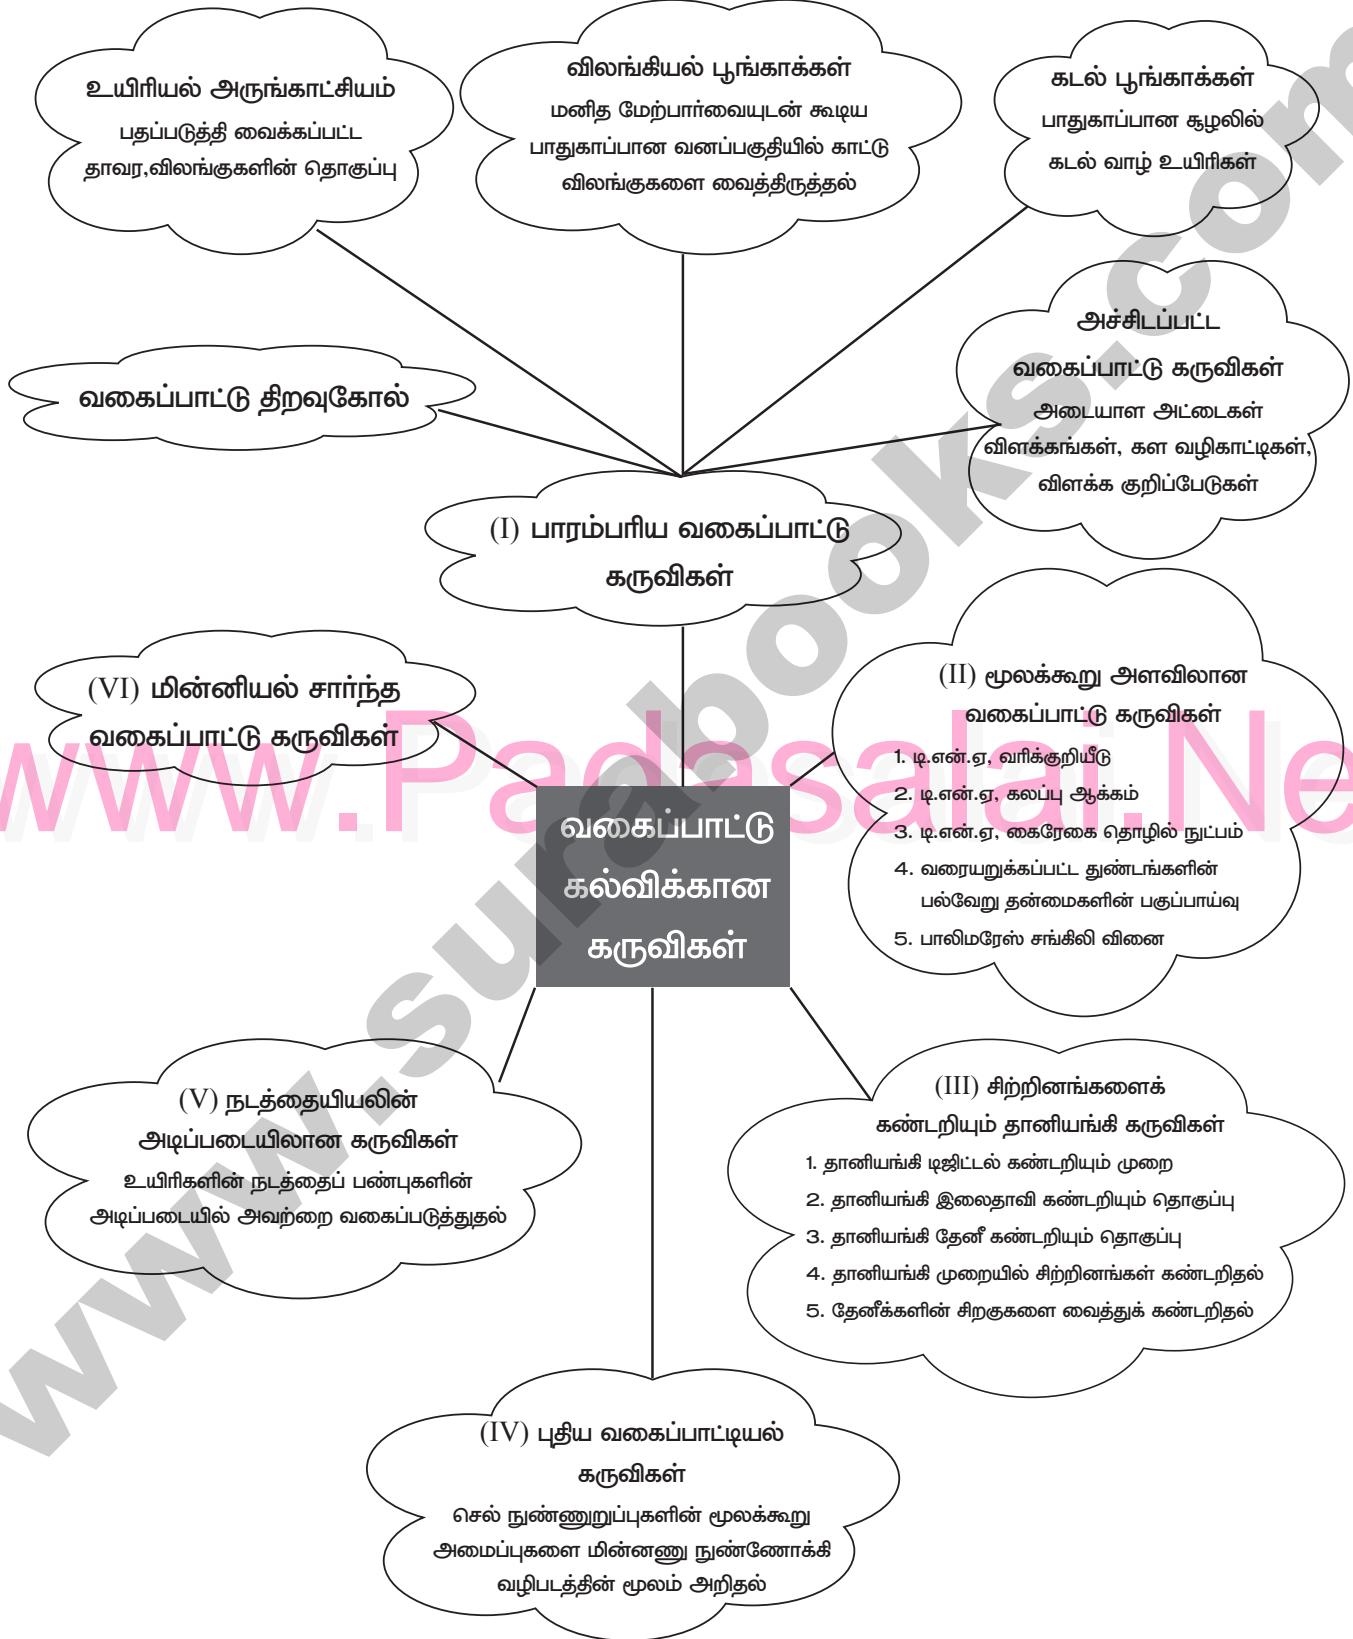 உயிரியல் அருங்காட்சியம்
பதப்படுத்தி வைக்கப்பட்ட
தாவர,விலங்குகளின் தொகுப்பு
விலங்கியல் பூங்காக்கள்
மனித மேற்பார்வையுடன் கூடிய
பாதுகாப்பான வனப்பகுதியில் காட்டு
விலங்குகளை வைத்திருத்தல்
கடல் பூங்காக்கள்
பாதுகாப்பான சூழலில்
கடல் வாழ் உயிரிகள்
வகைப்பாட்டு திறவுகோல்
அச்சிடப்பட்ட
வகைப்பாட்டு கருவிகள்
அடையாள அட்டைகள்
விளக்கங்கள், கள வழிகாட்டிகள்,
விளக்க குறிப்பேடுகள்
(I) பாரம்பரிய வகைப்பாட்டு
கருவிகள்
(VI) மின்னியல் சார்ந்த
வகைப்பாட்டு கருவிகள்
(II) மூலக்கூறு அளவிலான
வகைப்பாட்டு கருவிகள்
1. டி.என்.ஏ, வரிக்குறியீடு
2. டி.என்.ஏ, கலப்பு ஆக்கம்
3. டி.என்.ஏ, கைரேகை தொழில் நுட்பம்
4. வரையறுக்கப்பட்ட துண்டங்களின்
பல்வேறு தன்மைகளின் பகுப்பாய்வு
5. பாலிமரேஸ் சங்கிலி வினை
வகைப்பாட்டு
கல்விக்கான
கருவிகள்
(V) நடத்தையியலின்
அடிப்படையிலான கருவிகள்
உயிரிகளின் நடத்தைப் பண்புகளின்
அடிப்படையில் அவற்றை வகைப்படுத்துதல்
(III) சிற்றினங்களைக்
கண்டறியும் தானியங்கி கருவிகள்
1. தானியங்கி டிஜிட்டல் கண்டறியும் முறை
2. தானியங்கி இலைதாவி கண்டறியும் தொகுப்பு
3. தானியங்கி தேனீ கண்டறியும் தொகுப்பு
4. தானியங்கி முறையில் சிற்றினங்கள் கண்டறிதல்
5. தேனீக்களின் சிறகுகளை வைத்துக் கண்டறிதல்
(IV) புதிய வகைப்பாட்டியல்
கருவிகள்
செல் நுண்ணுறுப்புகளின் மூலக்கூறு
அமைப்புகளை மின்னணு நுண்ணோக்கி
வழிபடத்தின் மூலம் அறிதல்
www.Padasalai.Ne
www.surabooks.com